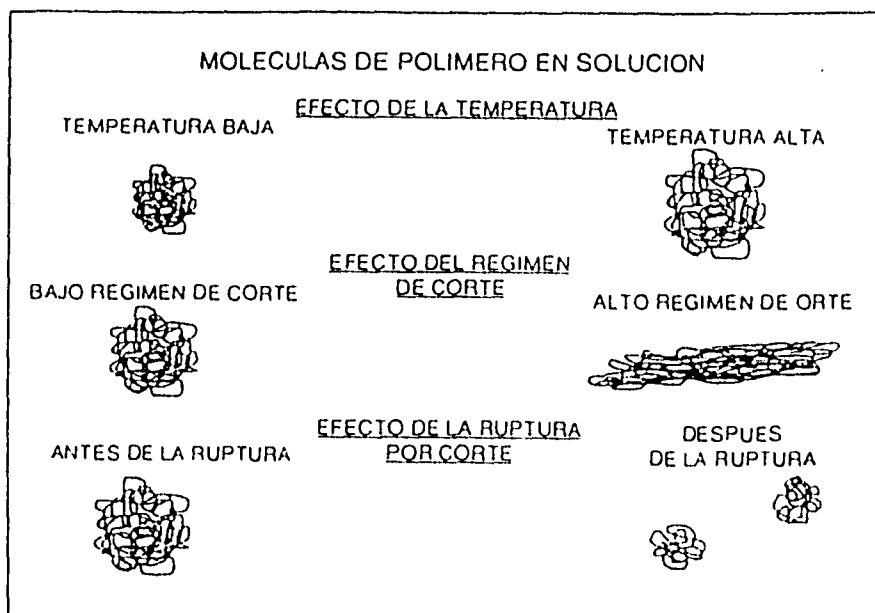 MOLECULAS DE POLIMERO EN SOLUCION
EFECTO DE LA TEMPERATURA
TEMPERATURA BAJA
TEMPERATURA ALTA
EFECTO DEL REGIMEN
DE CORTE
BAJO REGIMEN DE CORTE
ALTO REGIMEN DE ORTE
EFECTO DE LA RUPTURA
POR CORTE
ANTES DE LA RUPTURA
DESPUES
DE LA RUPTURA